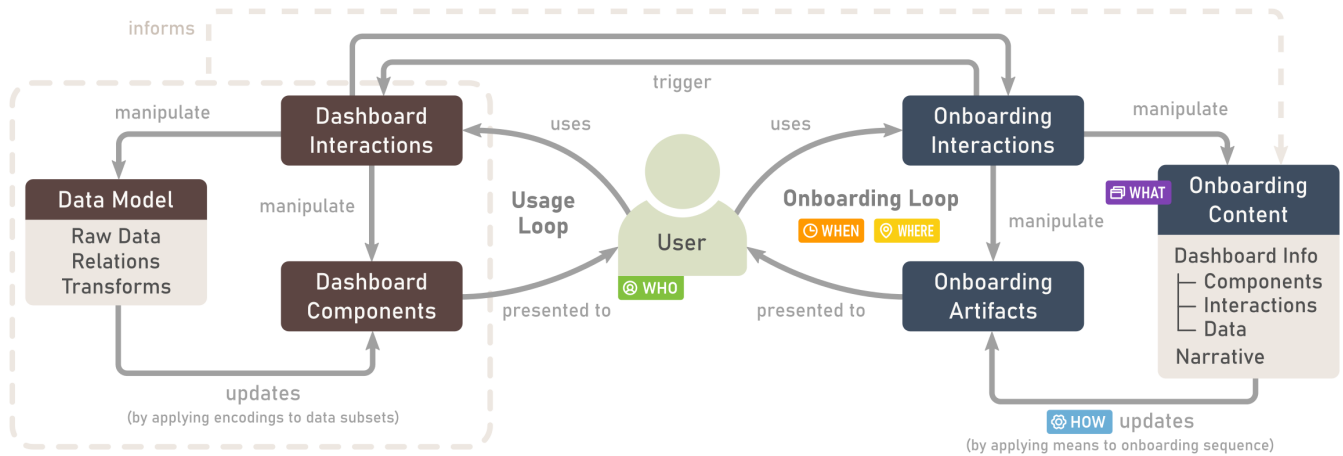 informs
trigger
manipulate
Dashboard
Interactions
uses
uses
Onboarding
Interactions
manipulate
Data Model
Raw Data
Relations
Transforms
manipulate
Usage
Loop
User
WHO
Onboarding Loop
WHEN
WHERE
manipulate
WHAT
Onboarding
Content
Dashboard Info
Components
Interactions
Data
Narrative
Dashboard
Components
presented to
presented to
Onboarding
Artifacts
updates
(by applying encodings to data subsets)
HOW updates
(by applying means to onboarding sequence)